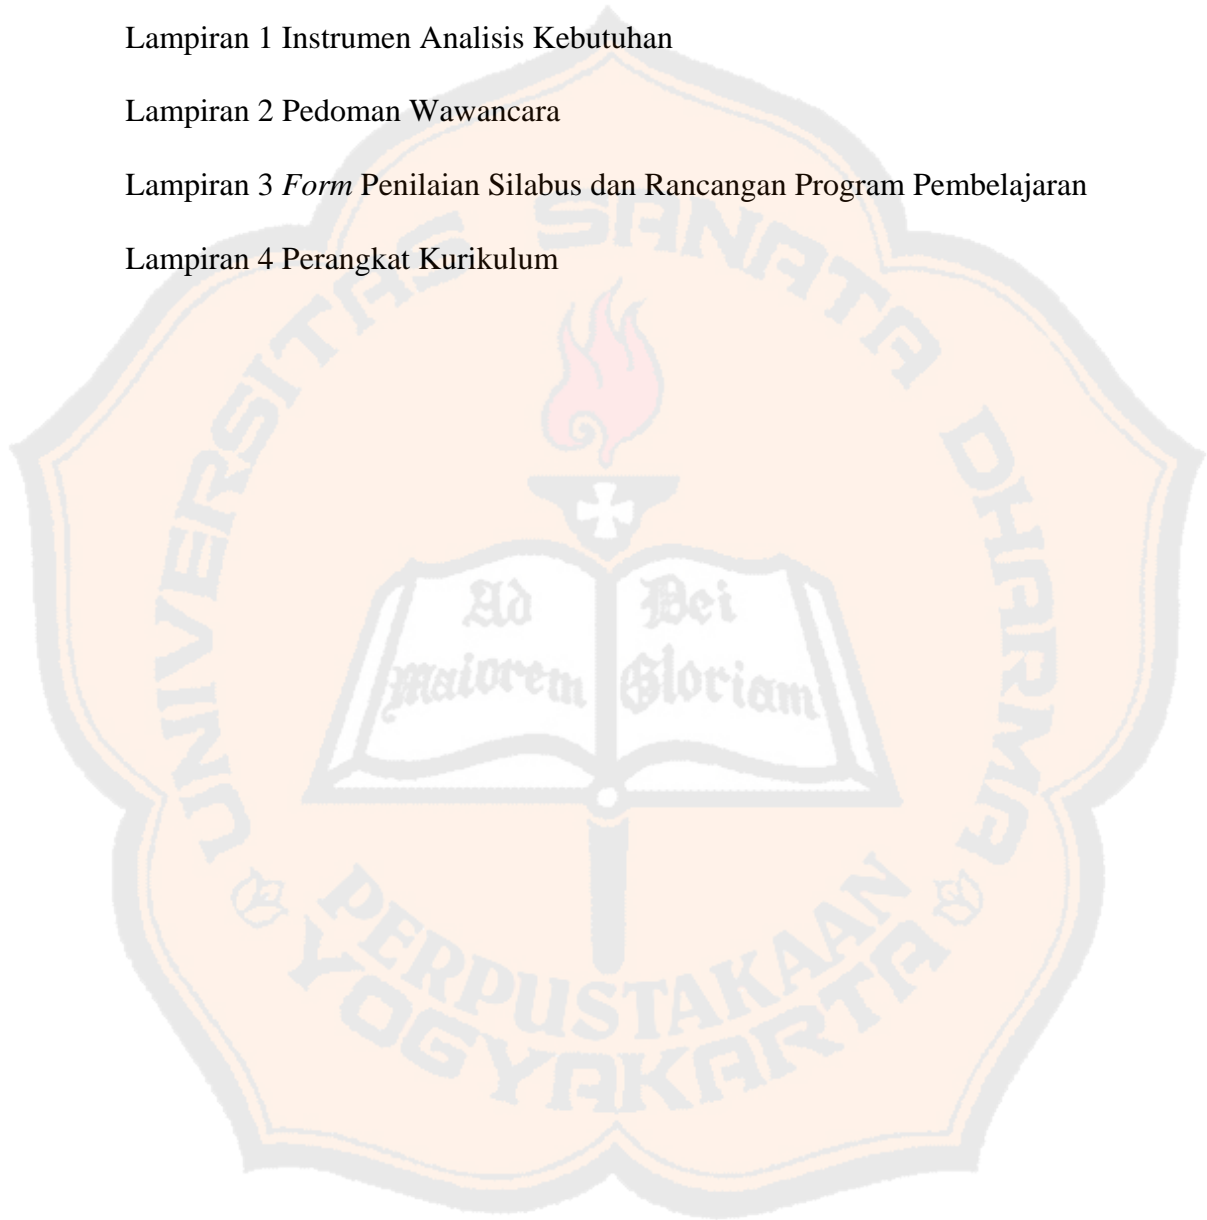 Lampiran 1 Instrumen Analisis Kebutuhan
Lampiran 2 Pedoman Wawancara
Lampiran 3 Form Penilaian Silabus dan Rancangan Program Pembelajaran
Lampiran 4 Perangkat Kurikulum
UNIVERSITAS SANATA DHARMA
Ad Dei
Maiorem Gloriam
PERPUSTAKAAN
YOGYAKARTA